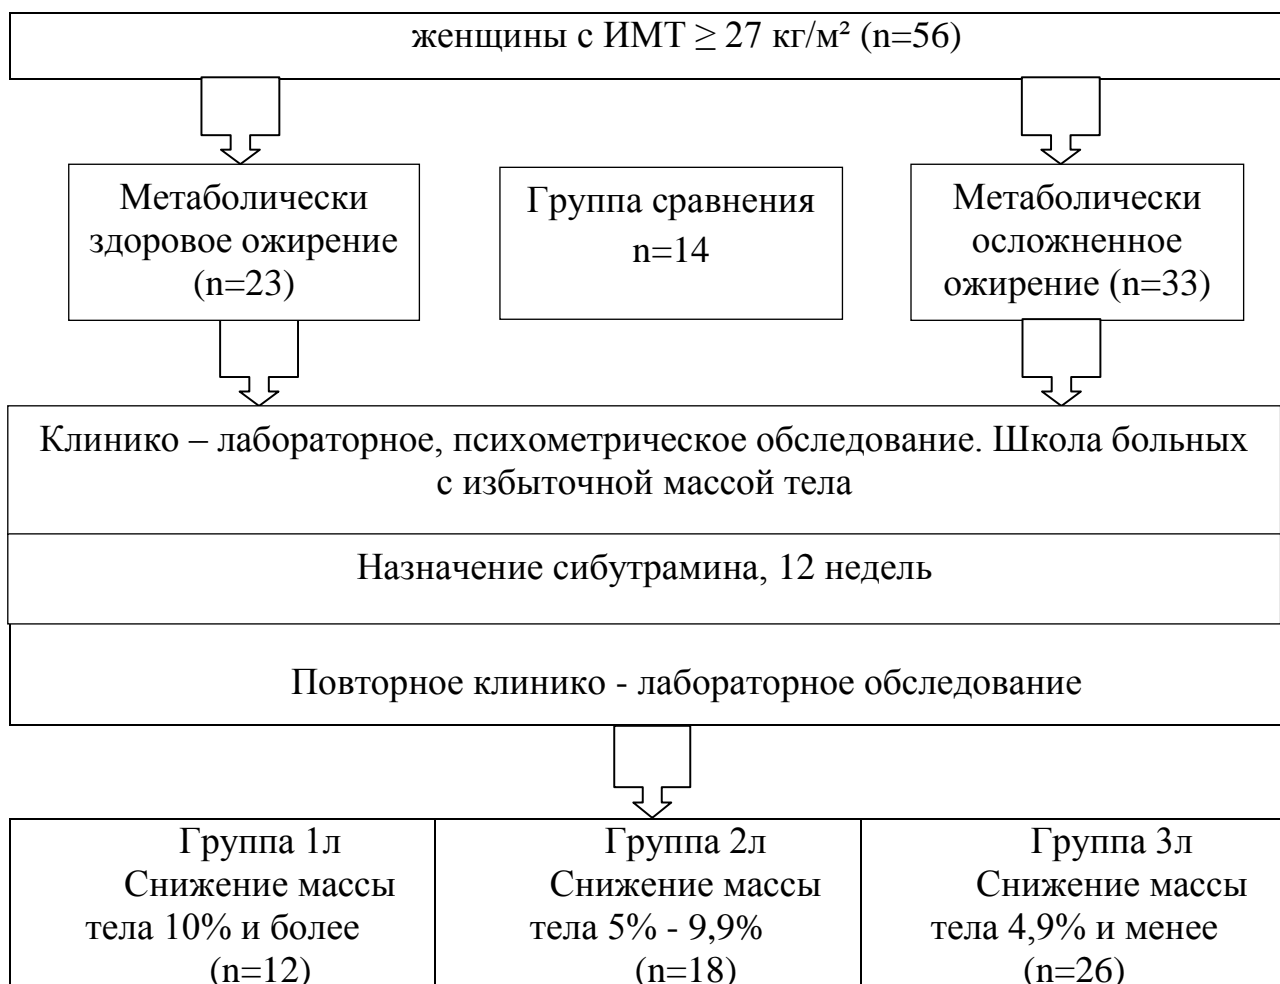 женщины с ИМТ ≥ 27 кг/м² (n=56)
Метаболически
здоровое ожирение
(n=23)
Группа сравнения
n=14
Метаболически
осложненное
ожирение (n=33)
Клинико – лабораторное, психометрическое обследование. Школа больных
с избыточной массой тела
Назначение сибутрамина, 12 недель
Повторное клинико - лабораторное обследование
Группа 1л
Снижение массы
тела 10% и более
(n=12)
Группа 2л
Снижение массы
тела 5% - 9,9%
(n=18)
Группа 3л
Снижение массы
тела 4,9% и менее
(n=26)